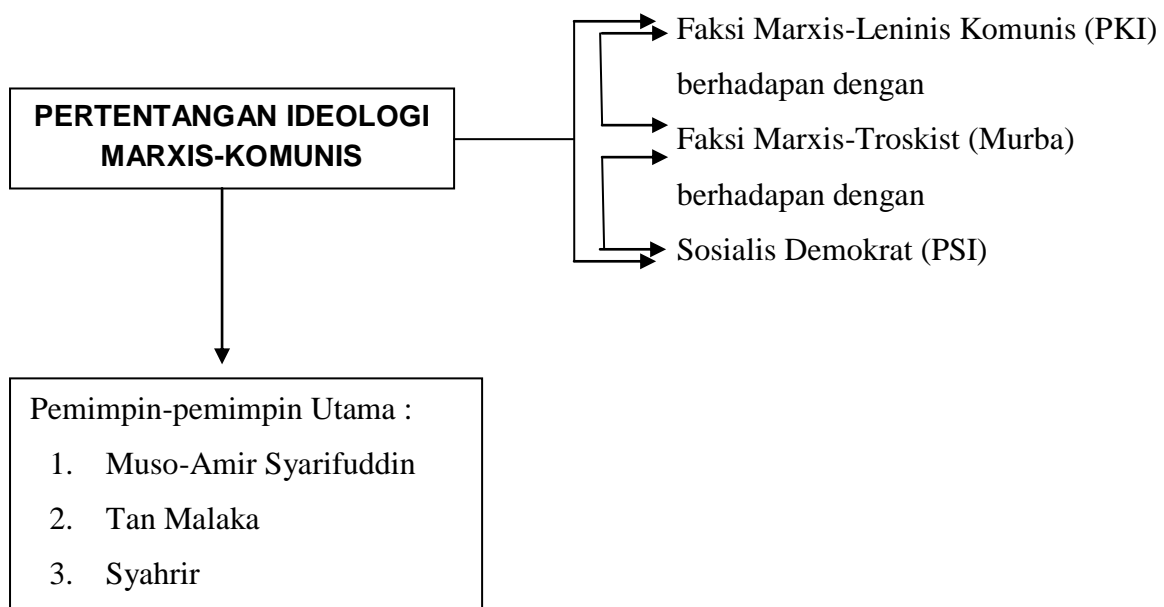 PERTENTANGAN IDEOLOGI
MARXIS-KOMUNIS
Faksi Marxis-Leninis Komunis (PKI)
berhadapan dengan
Faksi Marxis-Troskist (Murba)
berhadapan dengan
Sosialis Demokrat (PSI)
Pemimpin-pemimpin Utama :
1. Muso-Amir Syarifuddin
2. Tan Malaka
3. Syahrir